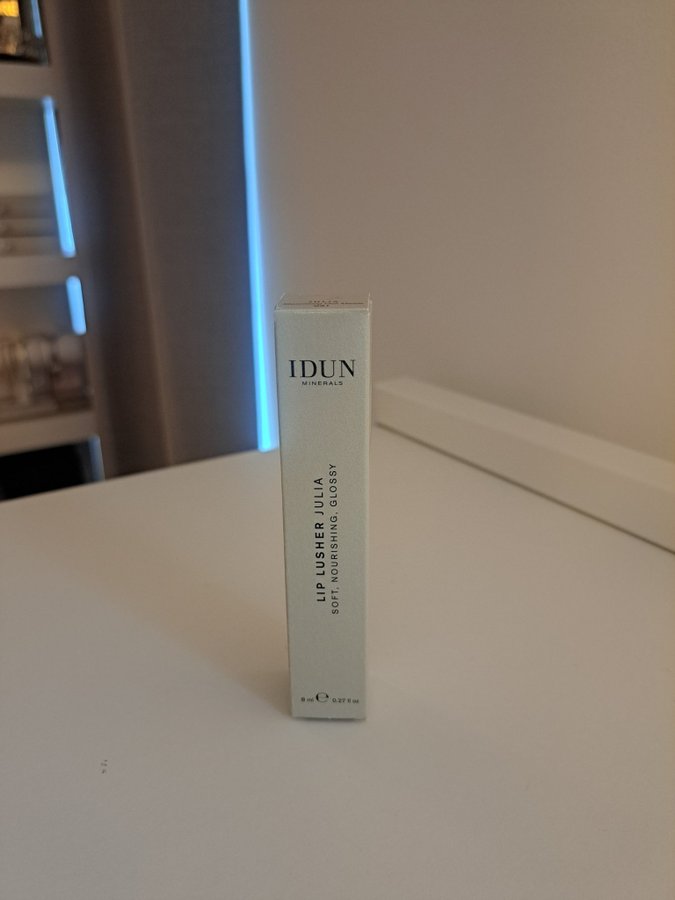 IDUN
MINERALS
LIP LUSHER JULIA
SOFT, NOURISHING, GLOSSY
8 ml ℮ 0.27 fl oz